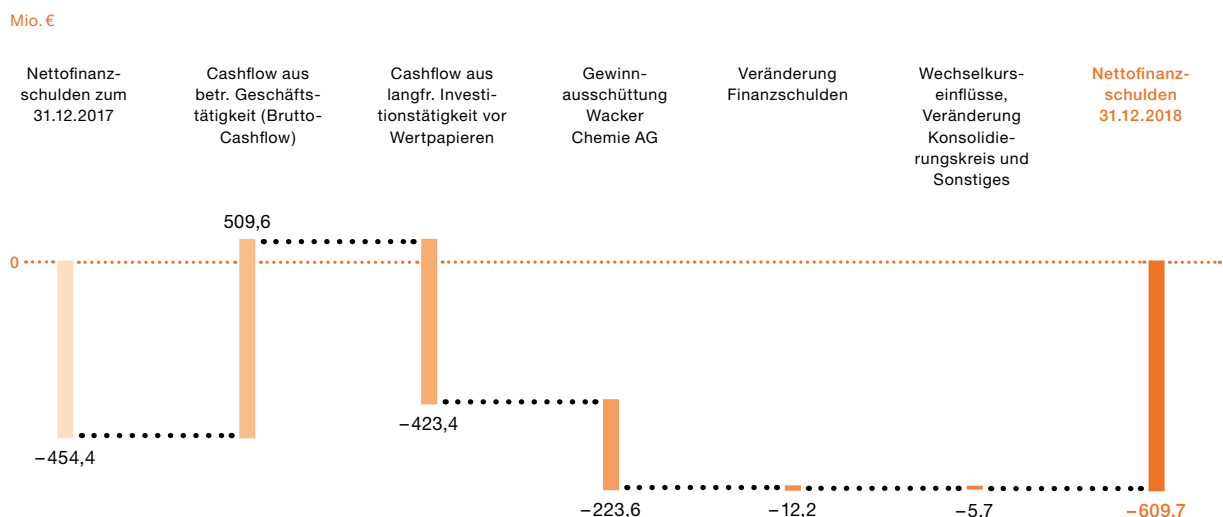 Mio. €
Nettofinanz-
schulden zum
31.12.2017
Cashflow aus
betr. Geschäfts-
tätigkeit (Brutto-
Cashflow)
Cashflow aus
langfr. Investi-
tionstätigkeit vor
Wertpapieren
Gewinn-
ausschüttung
Wacker
Chemie AG
Veränderung
Finanzschulden
Wechselkurs-
einflüsse,
Veränderung
Konsolidie-
rungskreis und
Sonstiges
Nettofinanz-
schulden
31.12.2018
509,6
0
−454,4
−423,4
−223,6
−12,2
−5,7
−609,7